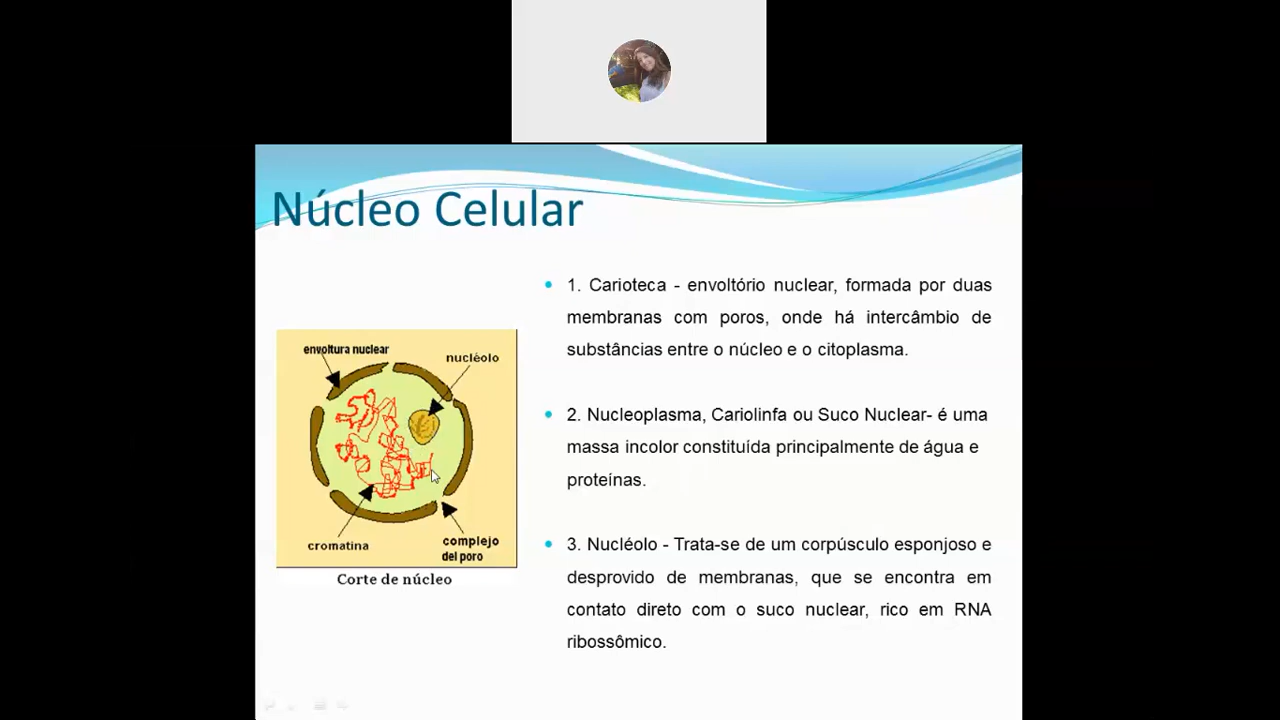 Núcleo Celular
1. Carioteca - envoltório nuclear, formada por duas
membranas com poros, onde há intercâmbio de
substâncias entre o núcleo e o citoplasma.
2. Nucleoplasma, Cariolinfa ou Suco Nuclear- é uma
massa incolor constituída principalmente de água e
proteínas.
3. Nucléolo - Trata-se de um corpúsculo esponjoso e
desprovido de membranas, que se encontra em
contato direto com o suco nuclear, rico em RNA
ribossômico.
envoltura nuclear
nucléolo
cromatina
complejo
del poro
Corte de núcleo